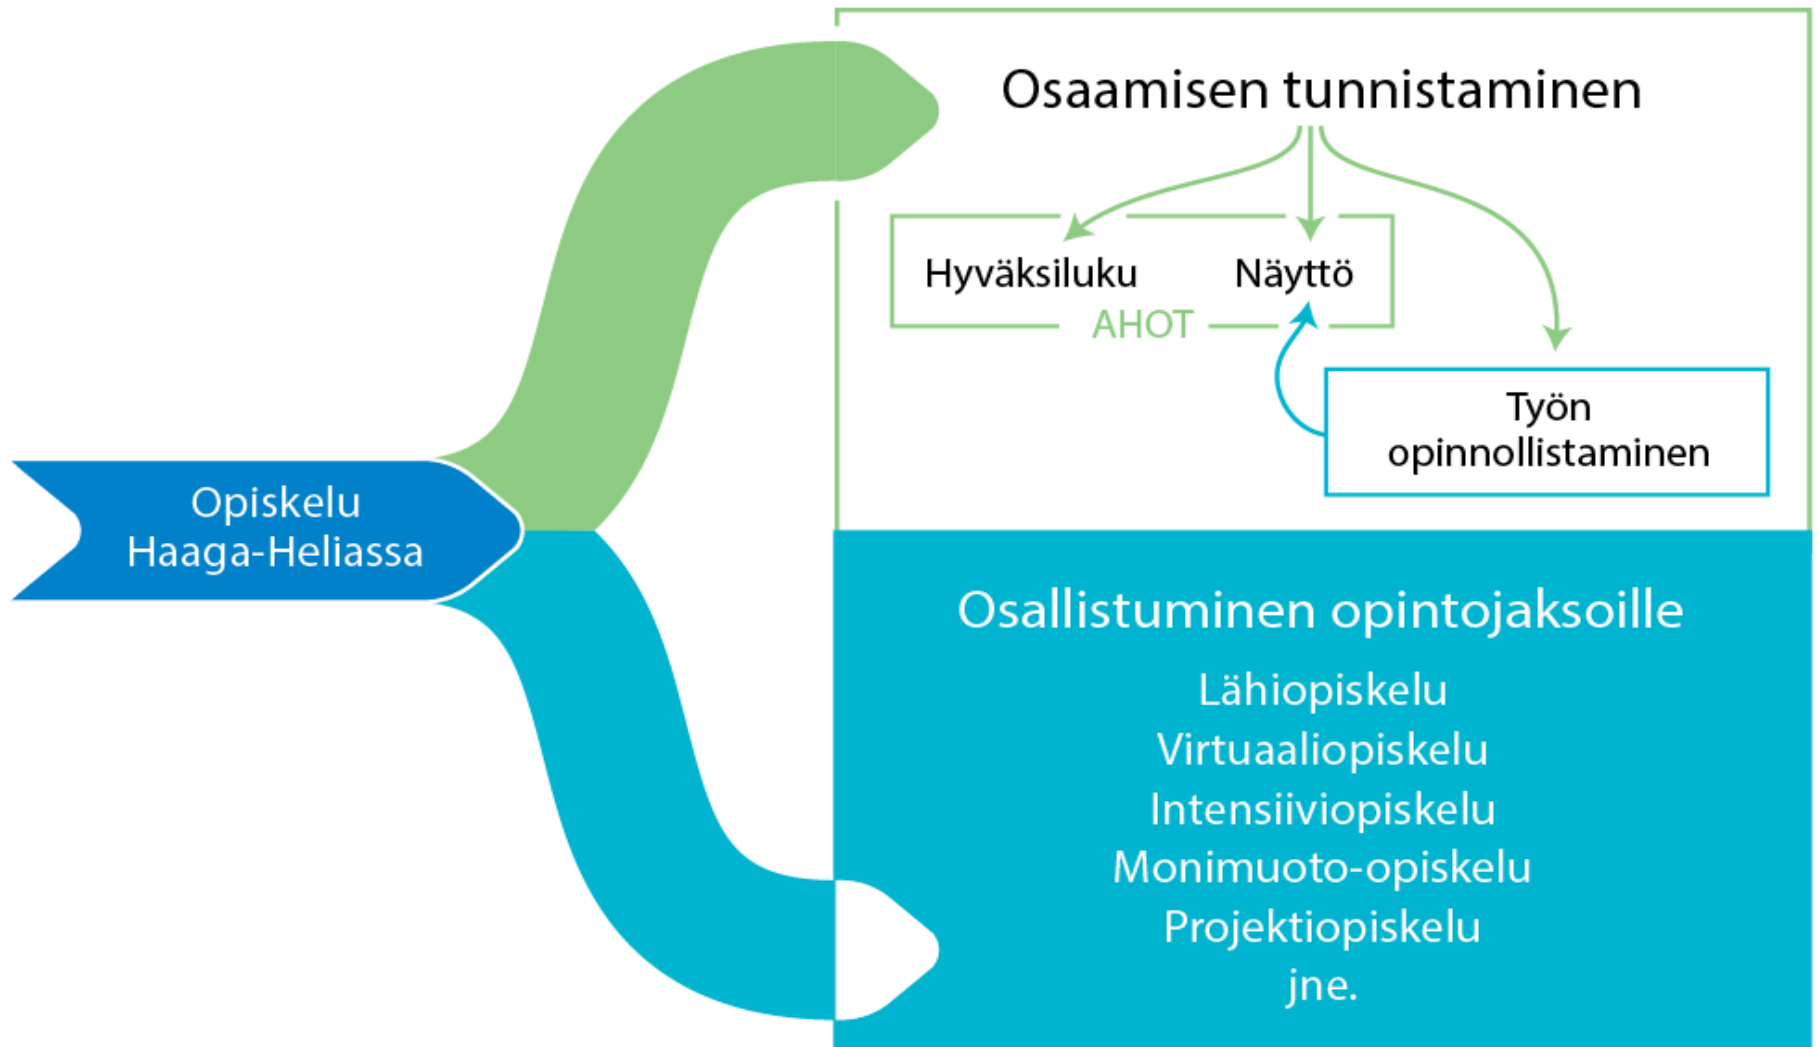 Opiskelu
Haaga-Heliassa
Osaamisen tunnistaminen
Hyväksiluku
Näyttö
AHOT
Työn
opinnollistaminen
Osallistuminen opintojaksoille
Lähiopiskelu
Virtuaaliopiskelu
Intensiiviopiskelu
Monimuoto-opiskelu
Projektiopiskelu
jne.